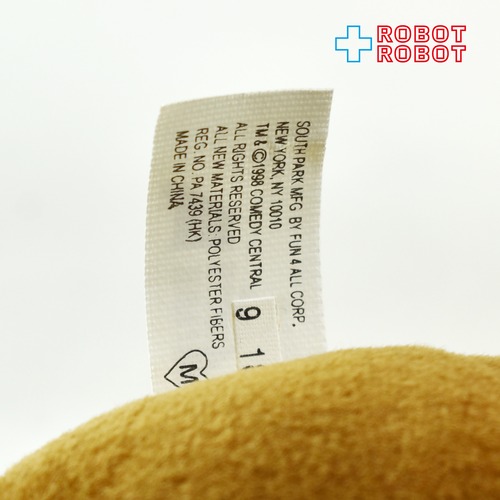 ROBOT
ROBOT
SOUTH PARK MFG. BY FUN 4 ALL CORP.
NEW YORK, NY 10010
TM & ©1998 COMEDY CENTRAL
ALL RIGHTS RESERVED
ALL NEW MATERIALS, POLYESTER FIBERS
REG. NO. PA 7439 (HK)
MADE IN CHINA
9
M